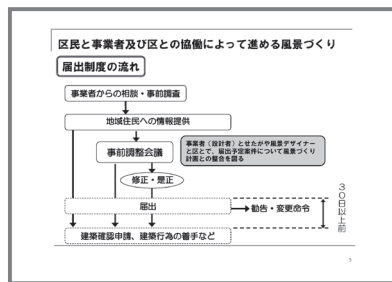 区民と事業者及び区との協働によって進める風景づくり
届出制度の流れ
事業者からの相談・事前調査
地域住民への情報提供
事前調整会議
事業者（設計者）とせたがや風景デザイナー
と区とで、届出予定案件について風景づくり
計画との整合を図る
修正・是正
届出
勧告・変更命令
30日以上前
建築確認申請、建築行為の着手など